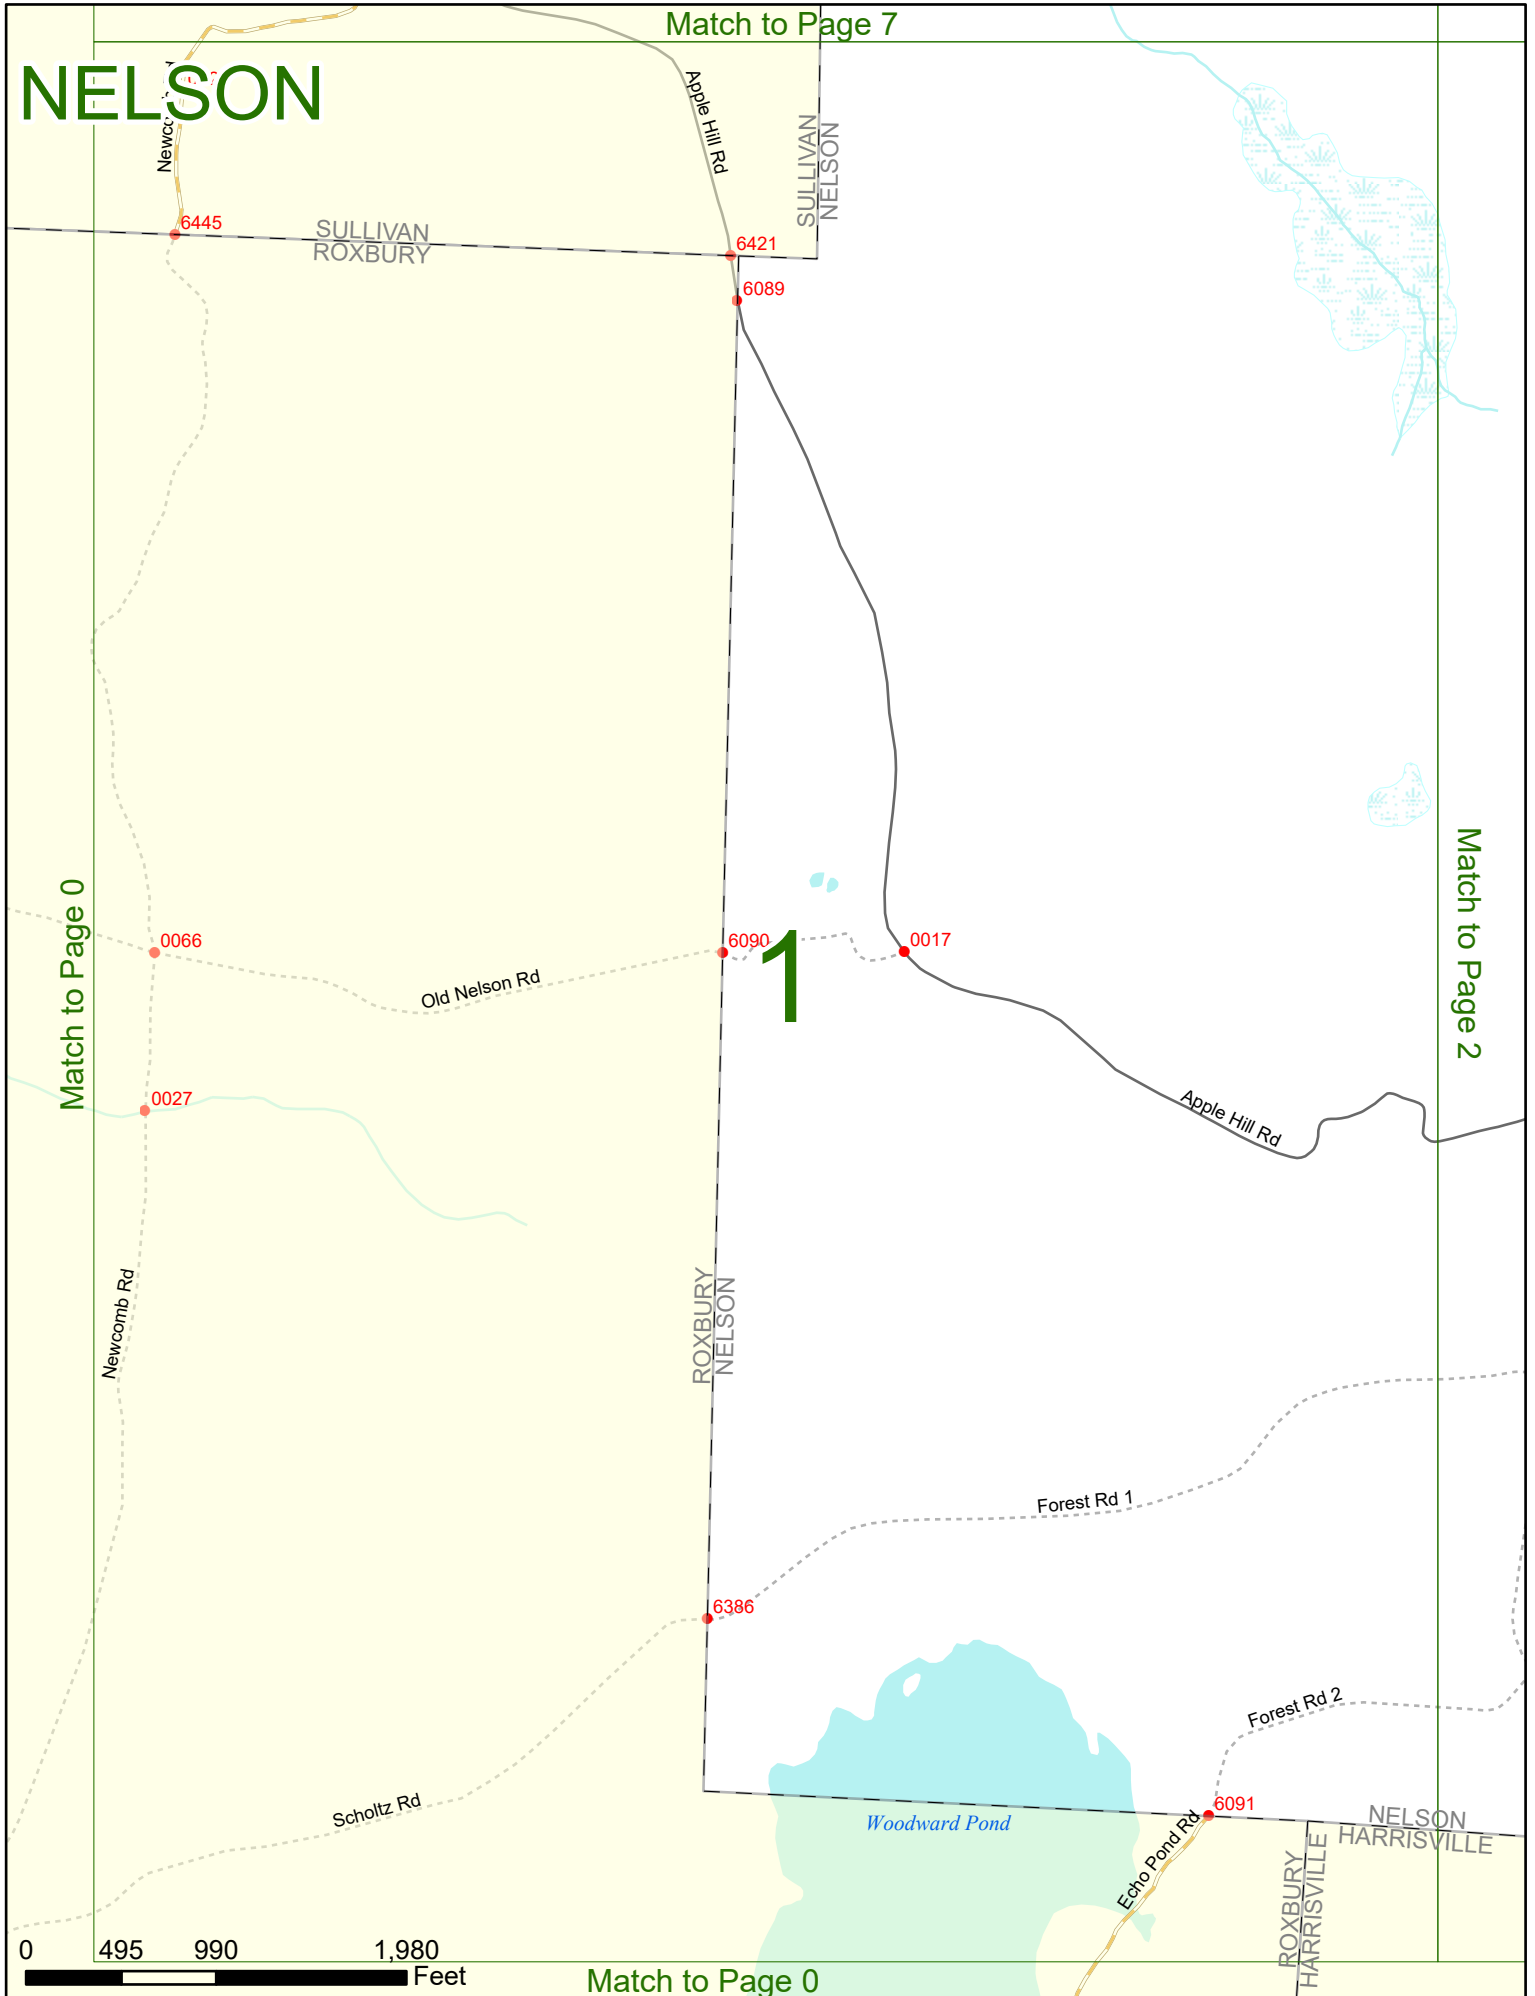 Match to Page 7
NELSON
Apple Hill Rd
SULLIVAN
NELSON
6445
SULLIVAN
ROXBURY
6421
6089
Match to Page 0
0066
Old Nelson Rd
6090
1
0017
Match to Page 2
0027
Apple Hill Rd
Newcomb Rd
ROXBURY
NELSON
Forest Rd 1
6386
Forest Rd 2
Scholtz Rd
Woodward Pond
6091
Echo Pond Rd
NELSON
HARRISVILLE
ROXBURY
HARRISVILLE
0 495 990 1,980
Feet
Match to Page 0